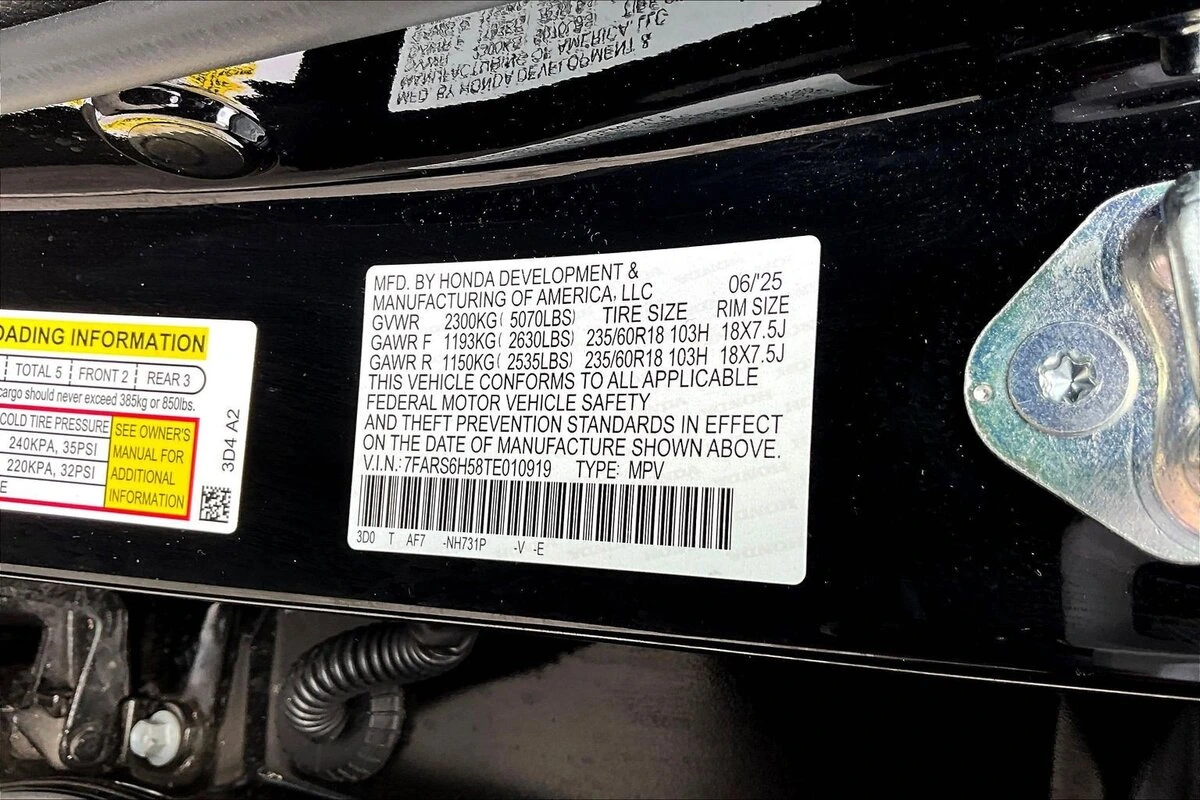 MFD. BY HONDA DEVELOPMENT &
MANUFACTURING OF AMERICA, LLC 06/'25
GVWR 2300KG( 5070LBS) TIRE SIZE RIM SIZE
GAWR F 1193KG( 2630LBS) 235/60R18 103H 18X7.5J
GAWR R 1150KG( 2535LBS) 235/60R18 103H 18X7.5J
THIS VEHICLE CONFORMS TO ALL APPLICABLE
FEDERAL MOTOR VEHICLE SAFETY
AND THEFT PREVENTION STANDARDS IN EFFECT
ON THE DATE OF MANUFACTURE SHOWN ABOVE.
V.I.N.:7FARS6H58TE010919 TYPE: MPV
3D0 T AF7 -NH731P -V -E
OADING INFORMATION
TOTAL 5 FRONT 2 REAR 3
cargo should never exceed 385kg or 850lbs.
COLD TIRE PRESSURE
240KPA, 35PSI
220KPA, 32PSI
SEE OWNER'S
MANUAL FOR
ADDITIONAL
INFORMATION
3D4 A2